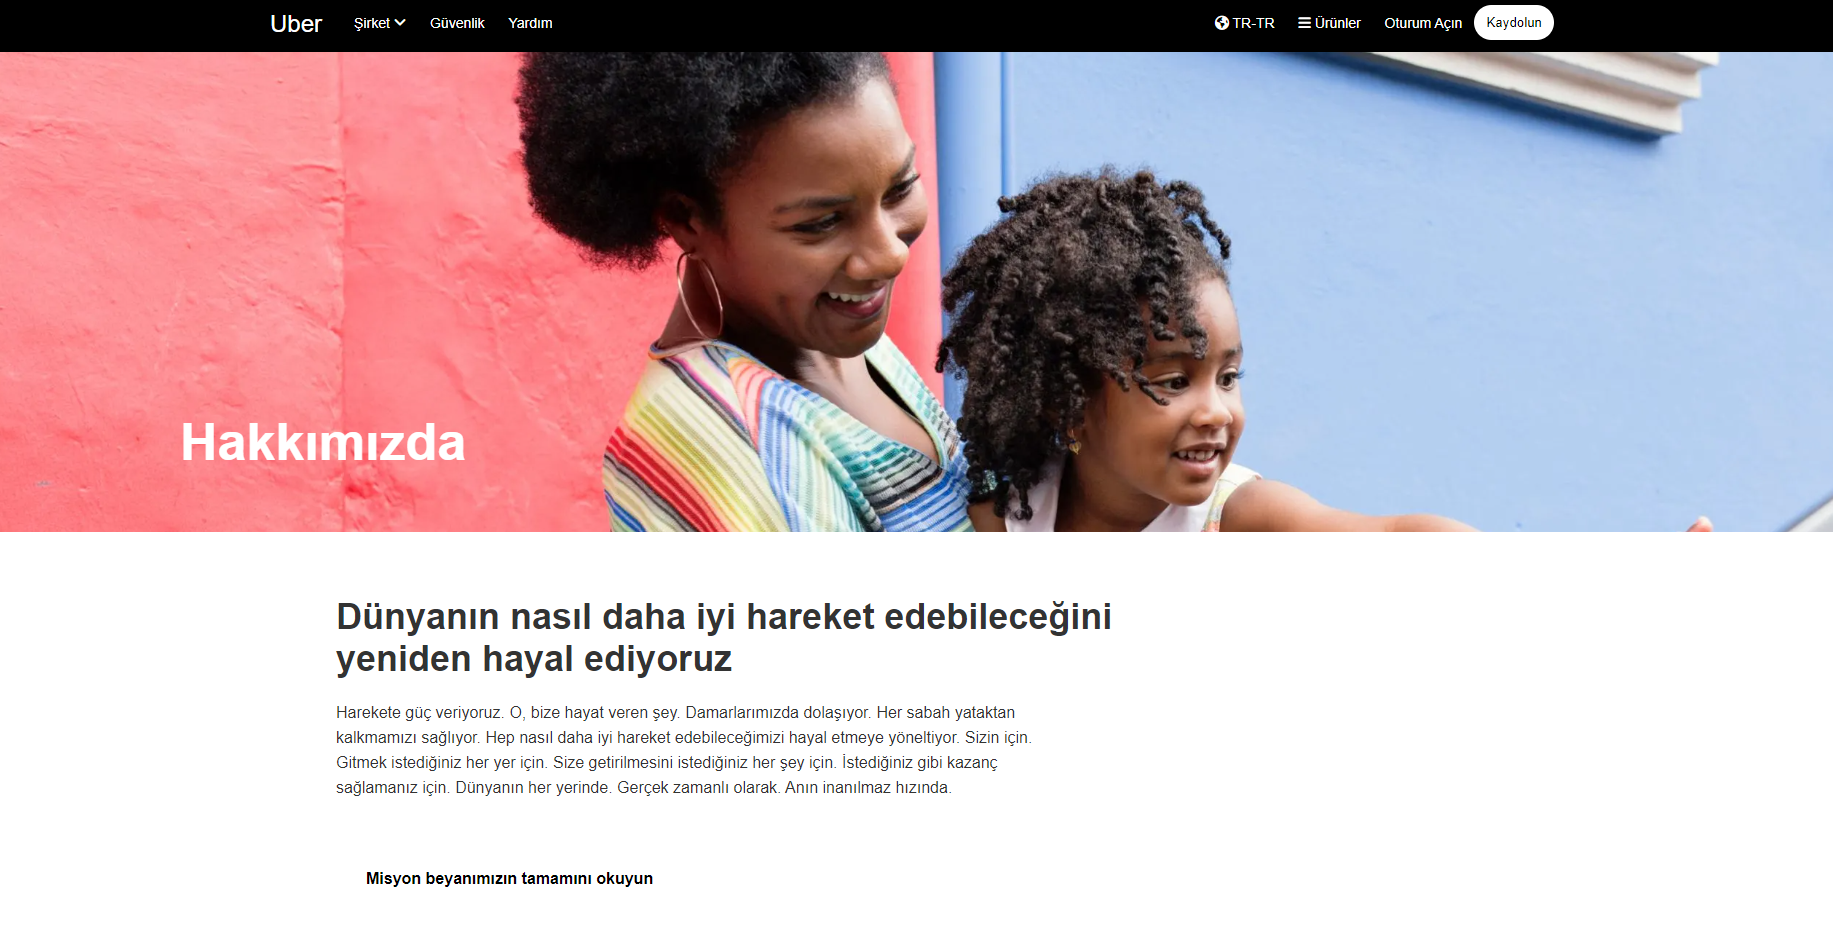 Uber Şirket Güvenlik Yardım TR-TR Ürünler Oturum Açın Kaydolun
Hakkımızda
Dünyanın nasıl daha iyi hareket edebileceğini
yeniden hayal ediyoruz
Harekete güç veriyoruz. O, bize hayat veren şey. Damarlarımızda dolaşıyor. Her sabah yataktan
kalkmamızı sağlıyor. Hep nasıl daha iyi hareket edebileceğimizi hayal etmeye yöneltiyor. Sizin için.
Gitmek istediğiniz her yer için. Size getirilmesini istediğiniz her şey için. İstediğiniz gibi kazanç
sağlamanız için. Dünyanın her yerinde. Gerçek zamanlı olarak. Anın inanılmaz hızında.
Misyon beyanımızın tamamını okuyun